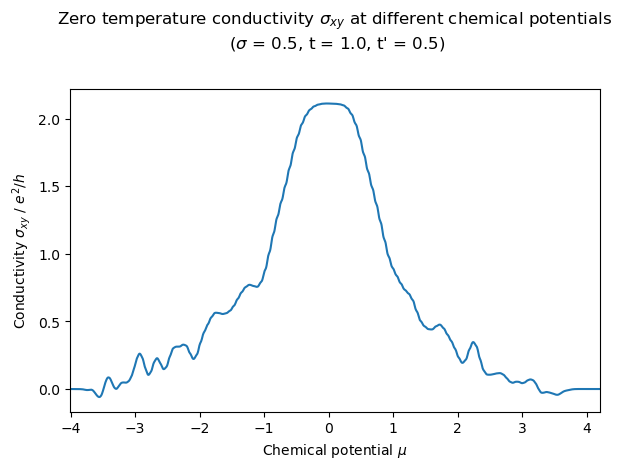 Zero temperature conductivity σxy at different chemical potentials
(σ = 0.5, t = 1.0, t' = 0.5)
Conductivity σxy / e²/h
2.0
1.5
1.0
0.5
0.0
−4 −3 −2 −1 0 1 2 3 4
Chemical potential μ